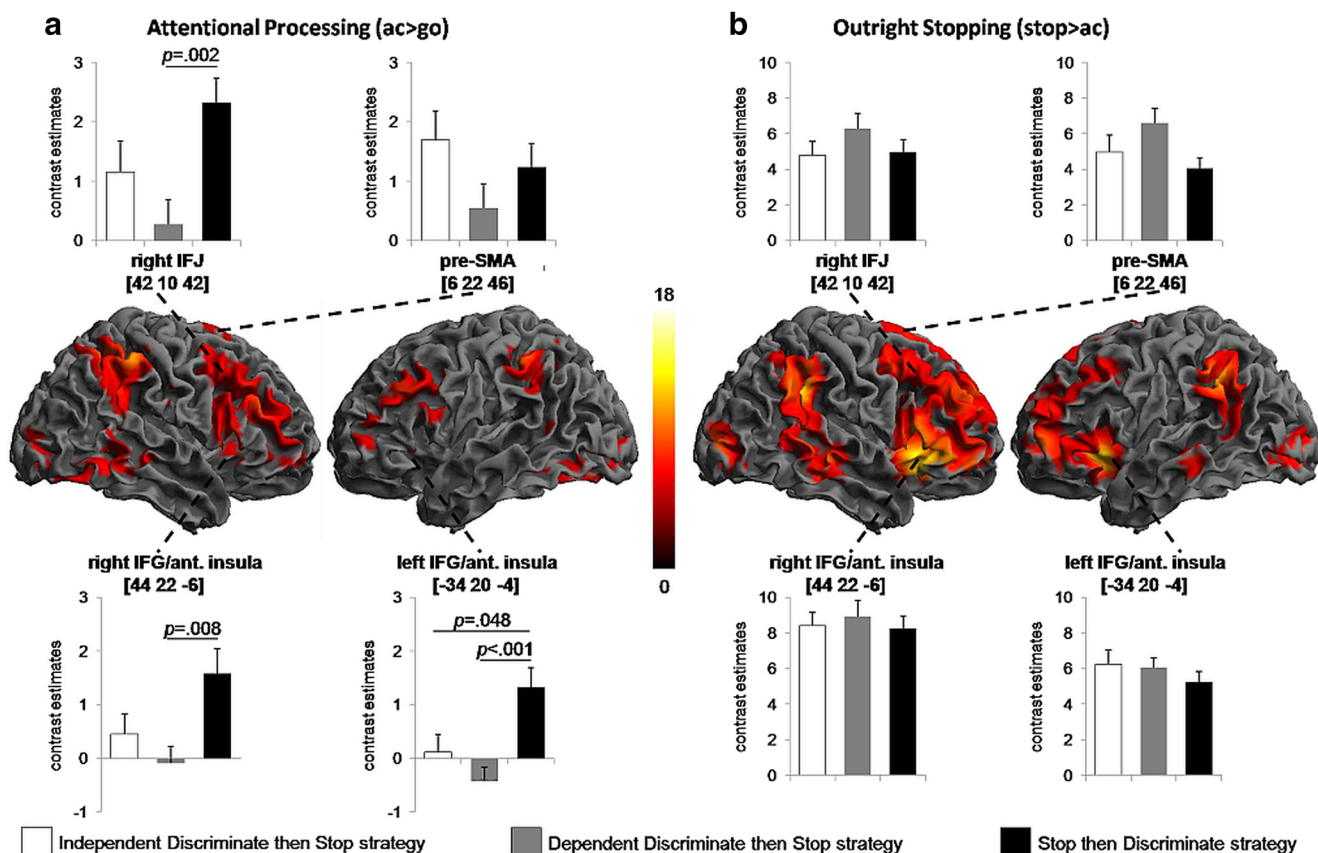 a
Attentional Processing (ac>go)
b
Outright Stopping (stop>ac)
3
2
1
0
contrast estimates
p=.002
right IFJ
[42 10 42]
3
2
1
0
contrast estimates
pre-SMA
[6 22 46]
10
8
6
4
2
0
contrast estimates
right IFJ
[42 10 42]
10
8
6
4
2
0
contrast estimates
pre-SMA
[6 22 46]
18
0
right IFG/ant. insula
[44 22 -6]
3
2
1
0
-1
contrast estimates
p=.008
left IFG/ant. insula
[-34 20 -4]
3
2
1
0
-1
contrast estimates
p=.048
p<.001
right IFG/ant. insula
[44 22 -6]
10
8
6
4
2
0
contrast estimates
left IFG/ant. insula
[-34 20 -4]
10
8
6
4
2
0
contrast estimates
Independent Discriminate then Stop strategy
Dependent Discriminate then Stop strategy
Stop then Discriminate strategy